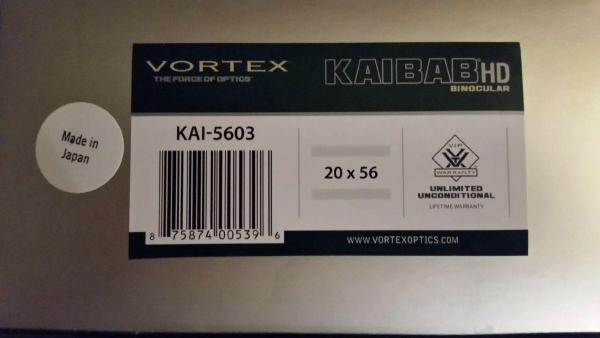 VORTEX
THE FORCE OF OPTICS
KAIBAB HD
BINOCULAR
Made in
Japan
KAI-5603
20 x 56
VIP
WARRANTY
UNLIMITED
UNCONDITIONAL
LIFETIME WARRANTY
8 75874 00539 6
WWW.VORTEXOPTICS.COM